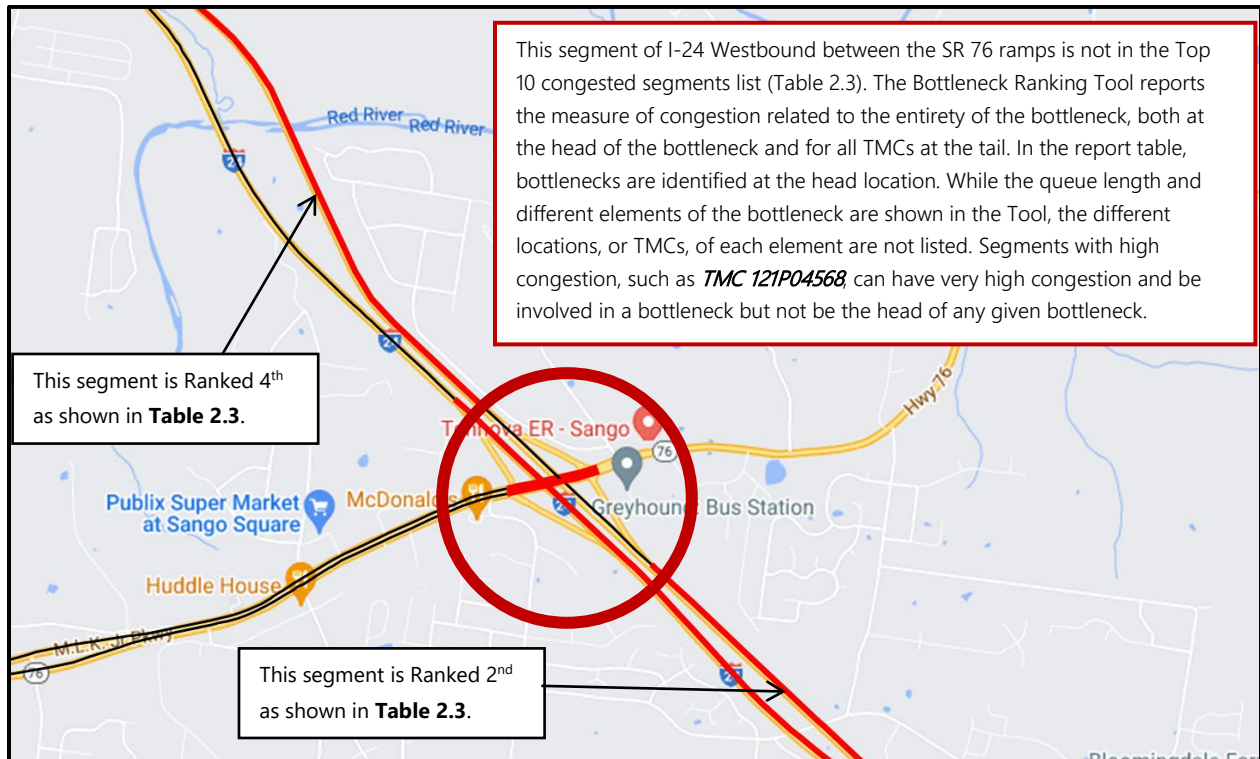 This segment of I-24 Westbound between the SR 76 ramps is not in the Top
10 congested segments list (Table 2.3). The Bottleneck Ranking Tool reports
the measure of congestion related to the entirety of the bottleneck, both at
the head of the bottleneck and for all TMCs at the tail. In the report table,
bottlenecks are identified at the head location. While the queue length and
different elements of the bottleneck are shown in the Tool, the different
locations, or TMCs, of each element are not listed. Segments with high
congestion, such as TMC 121P04568, can have very high congestion and be
involved in a bottleneck but not be the head of any given bottleneck.
Red River
Red River
24
24
This segment is Ranked 4th
as shown in Table 2.3.
Hwy 76
ER - Sango
76
McDonald's
Publix Super Market
at Sango Square
24
Greyhound Bus Station
Huddle House
M.L.K. Jr Pkwy
76
This segment is Ranked 2nd
as shown in Table 2.3.
24